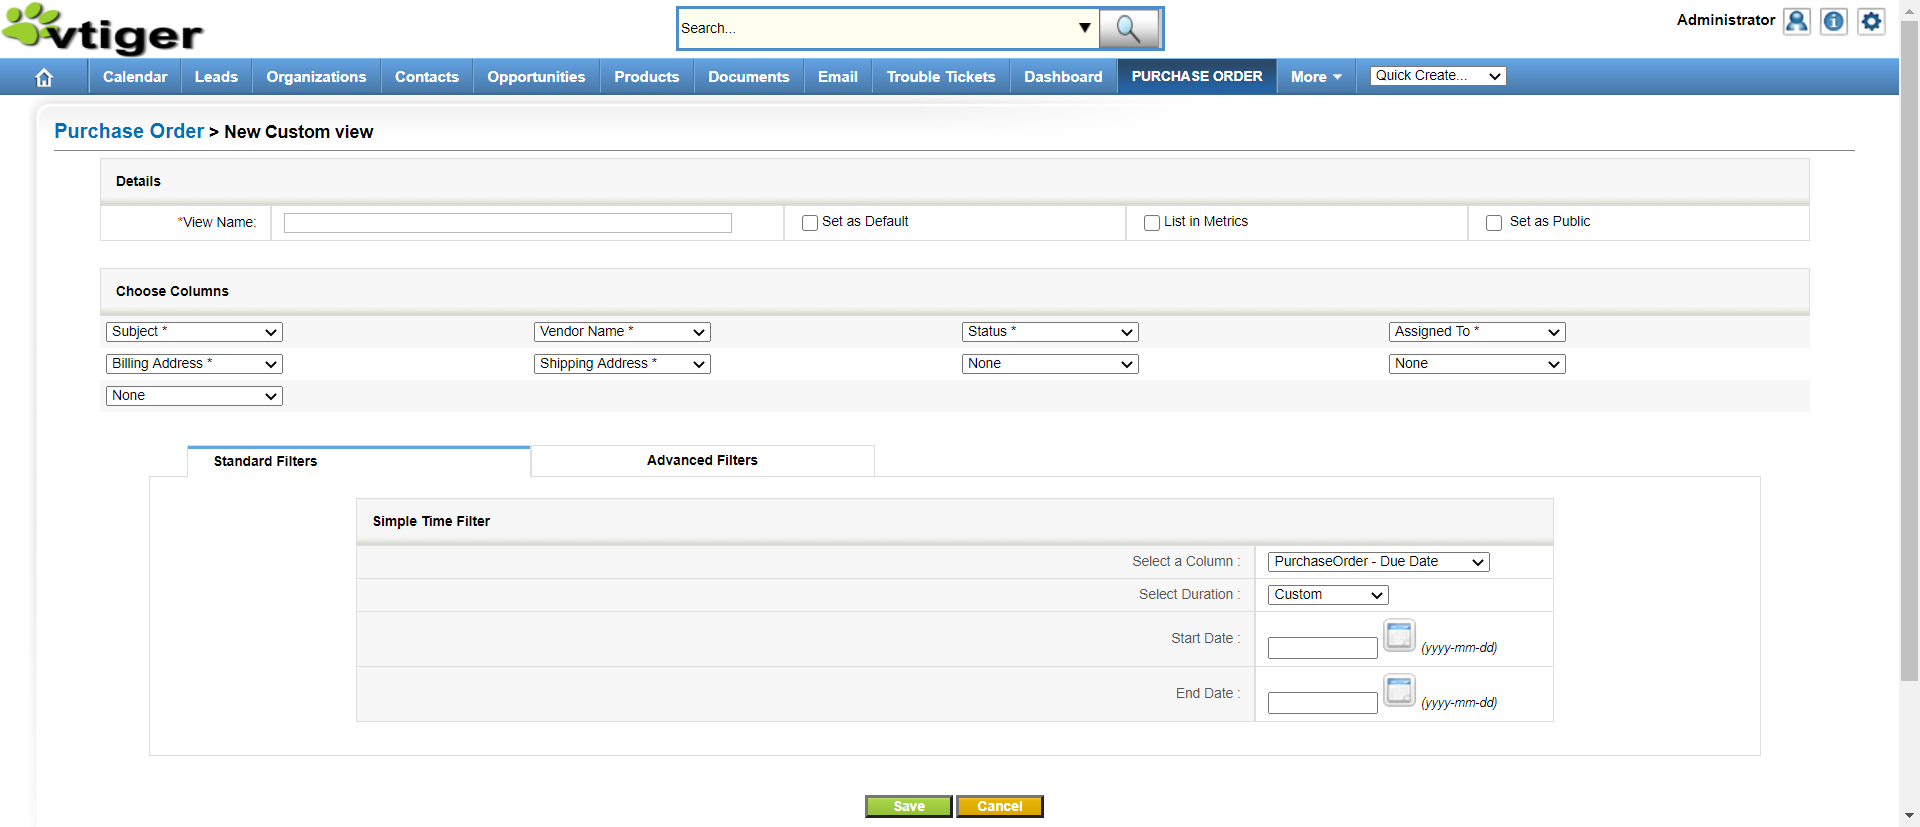 vtiger
Search...
Administrator
Calendar Leads Organizations Contacts Opportunities Products Documents Email Trouble Tickets Dashboard PURCHASE ORDER More Quick Create...
Purchase Order > New Custom view
Details
*View Name: Set as Default List in Metrics Set as Public
Choose Columns
Subject * Vendor Name * Status * Assigned To *
Billing Address * Shipping Address * None None
None
Standard Filters Advanced Filters
Simple Time Filter
Select a Column : PurchaseOrder - Due Date
Select Duration : Custom
Start Date : (yyyy-mm-dd)
End Date : (yyyy-mm-dd)
Save Cancel